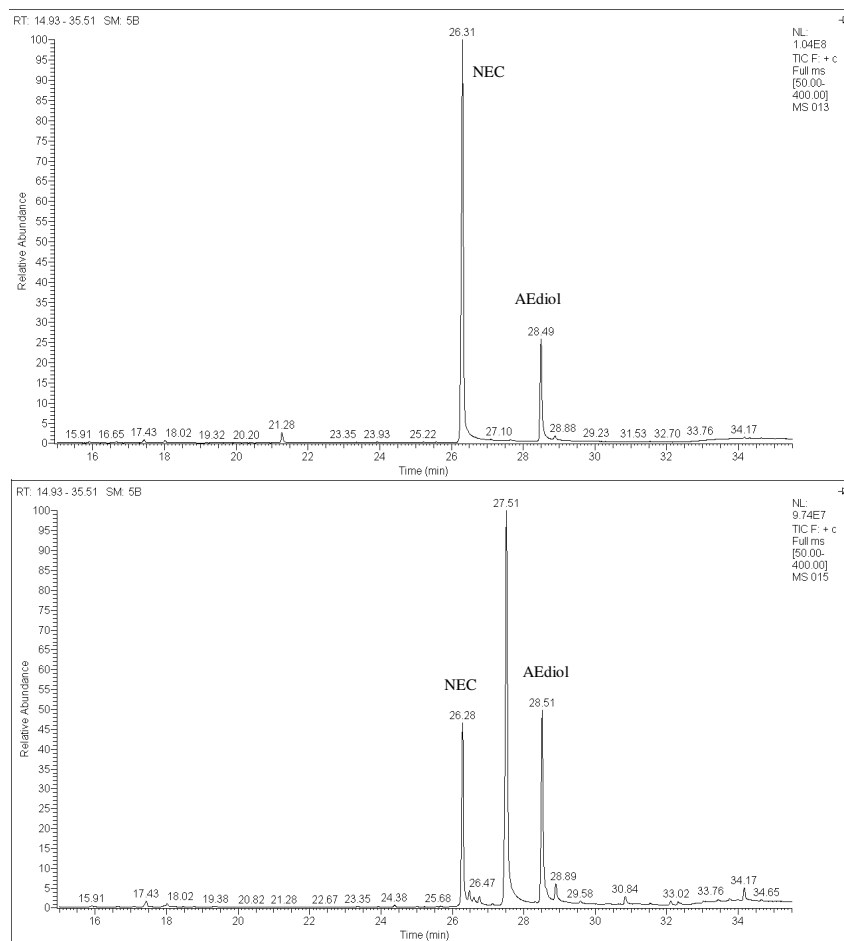 RT: 14.93 - 35.51 SM: 5B
26.31
NL:
1.04E8
TIC F: + c
Full ms
[50.00-
400.00]
MS 013
NEC
AEdiol
28.49
100
95
90
85
80
75
70
65
60
55
50
45
40
35
30
25
20
15
10
5
0
Relative Abundance
15.91 16.65 17.43 18.02 19.32 20.20 21.28 23.35 23.93 25.22 27.10 28.88 29.23 31.53 32.70 33.76 34.17
16 18 20 22 24 26 28 30 32 34
Time (min)
RT: 14.93 - 35.51 SM: 5B
27.51
NL:
9.74E7
TIC F: + c
Full ms
[50.00-
400.00]
MS 015
NEC
AEdiol
26.28
28.51
100
95
90
85
80
75
70
65
60
55
50
45
40
35
30
25
20
15
10
5
0
Relative Abundance
15.91 17.43 18.02 19.38 20.82 21.28 22.67 23.35 24.38 25.68 26.47 28.89 29.58 30.84 33.02 33.76 34.17 34.65
16 18 20 22 24 26 28 30 32 34
Time (min)